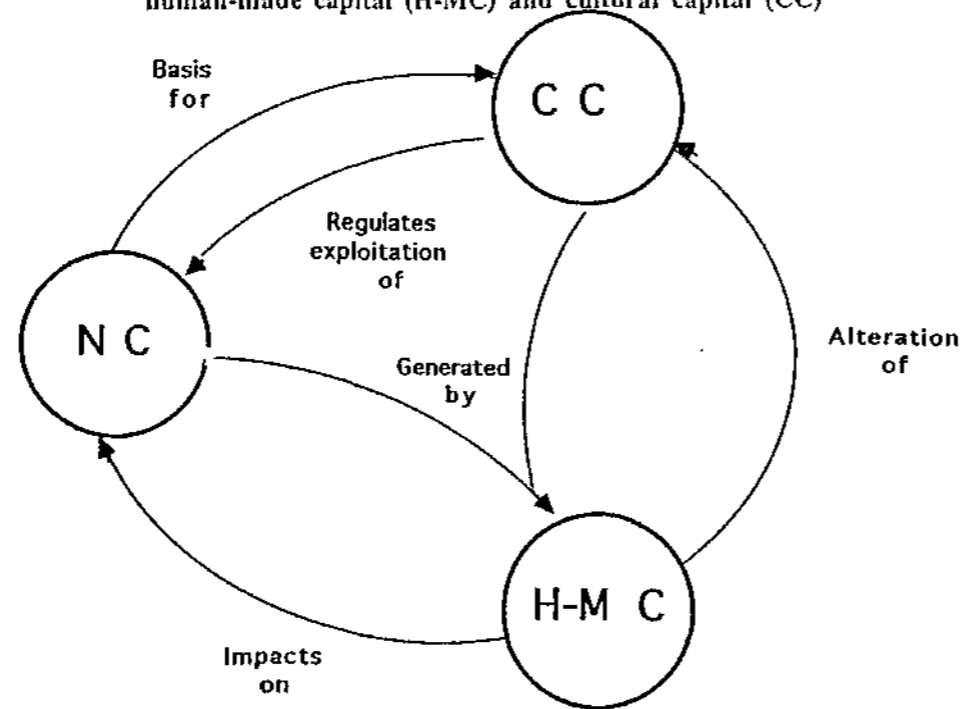 human-made capital (H-MC) and cultural capital (CC)
Basis
for
C C
Regulates
exploitation
of
N C
Generated
by
Alteration
of
H-M C
Impacts
on